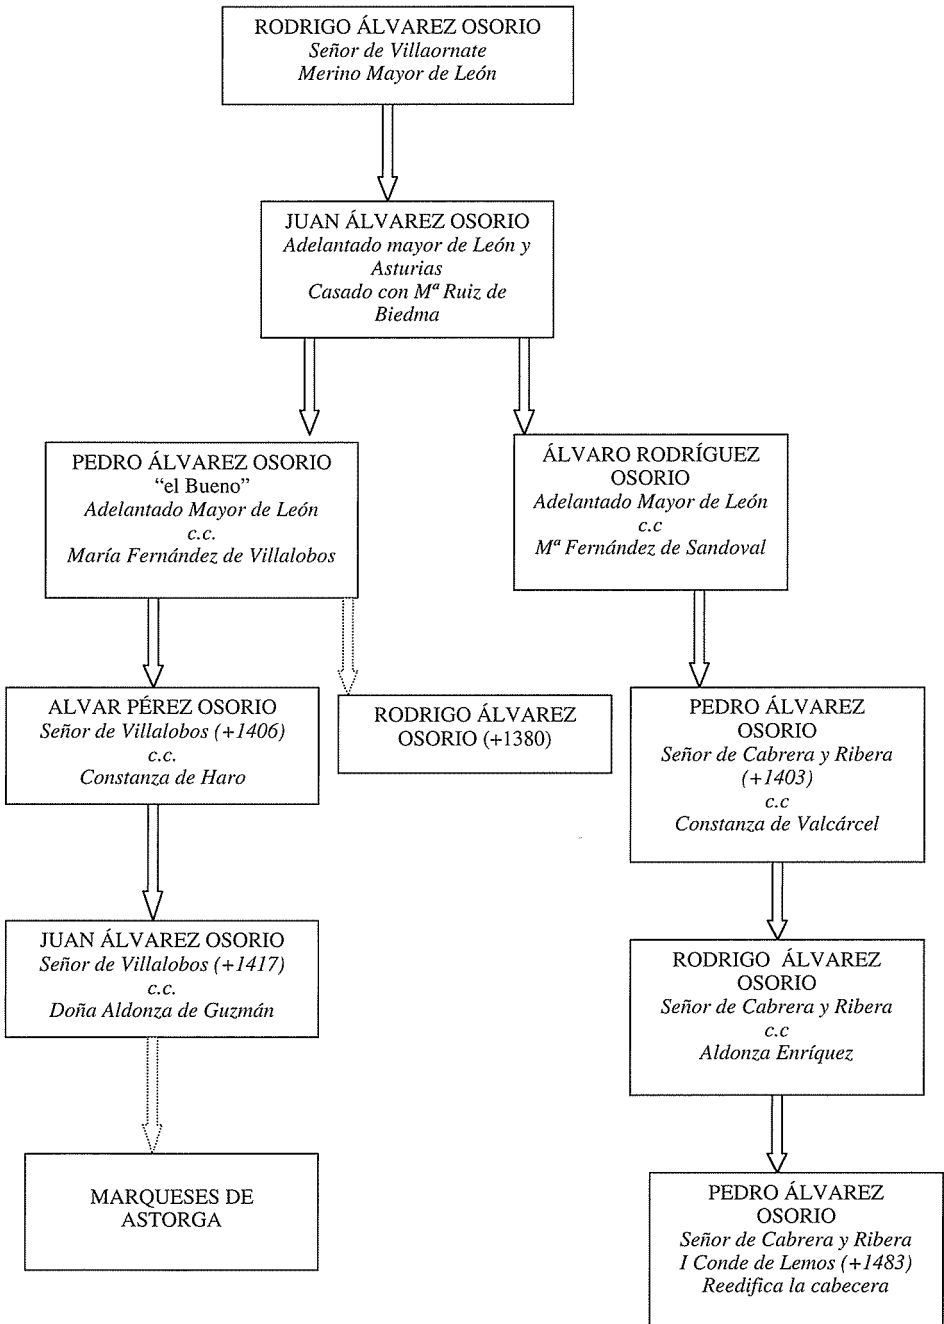 RODRIGO ÁLVAREZ OSORIO
Señor de Villaornate
Merino Mayor de León
JUAN ÁLVAREZ OSORIO
Adelantado mayor de León y
Asturias
Casado con Mª Ruiz de
Biedma
PEDRO ÁLVAREZ OSORIO
“el Bueno”
Adelantado Mayor de León
c.c.
María Fernández de Villalobos
ÁLVARO RODRÍGUEZ
OSORIO
Adelantado Mayor de León
c.c
Mª Fernández de Sandoval
ALVAR PÉREZ OSORIO
Señor de Villalobos (+1406)
c.c.
Constanza de Haro
RODRIGO ÁLVAREZ
OSORIO (+1380)
PEDRO ÁLVAREZ
OSORIO
Señor de Cabrera y Ribera
(+1403)
c.c
Constanza de Valcárcel
JUAN ÁLVAREZ OSORIO
Señor de Villalobos (+1417)
c.c.
Doña Aldonza de Guzmán
RODRIGO ÁLVAREZ
OSORIO
Señor de Cabrera y Ribera
c.c
Aldonza Enríquez
MARQUESES DE
ASTORGA
PEDRO ÁLVAREZ
OSORIO
Señor de Cabrera y Ribera
I Conde de Lemos (+1483)
Reedifica la cabecera